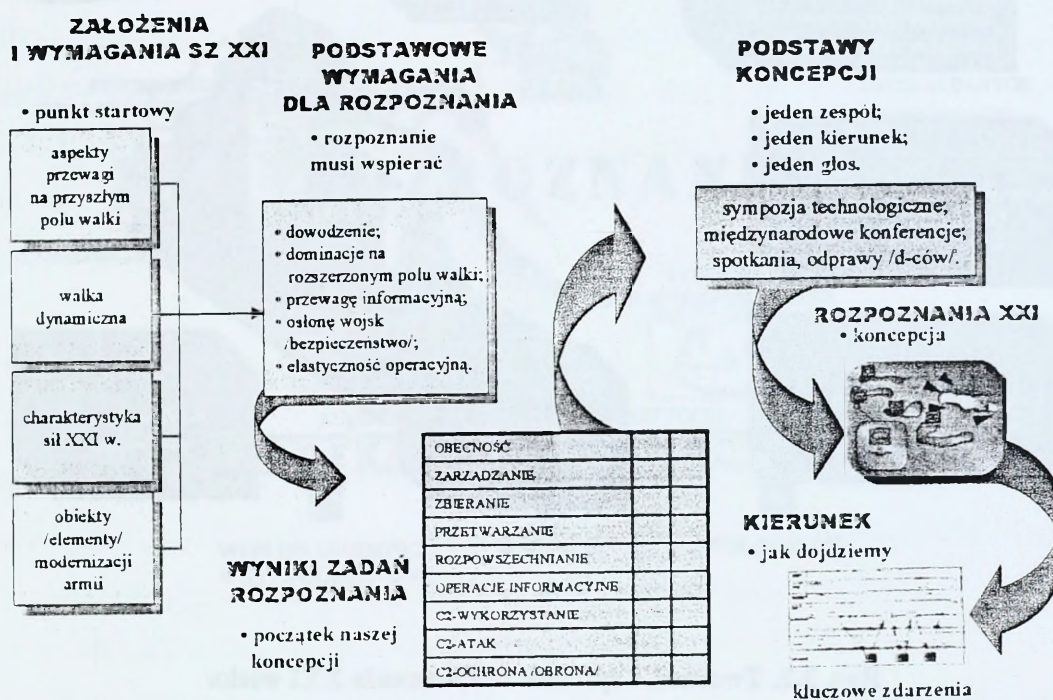 ZAŁOŻENIA
I WYMAGANIA SZ XXI
• punkt startowy
aspekty
przewagi
na przyszłym
polu walki
walka
dynamiczna
charakterystyka
sił XXI w.
obiekty
/elementy/
modernizacji
armii
PODSTAWOWE
WYMAGANIA
DLA ROZPOZNANIA
• rozpoznanie
musi wspierać
• dowodzenie;
• dominacje na
rozszerzonym polu walki;
• przewagę informacyjną;
• osłonę wojsk
/bezpieczeństwo/;
• elastyczność operacyjną.
WYNIKI ZADAŃ
ROZPOZNANIA
• początek naszej
koncepcji
OBECNOŚĆ
ZARZĄDZANIE
ZBIERANIE
PRZETWARZANIE
ROZPOWSZECHNIANIE
OPERACJE INFORMACYJNE
C2-WYKORZYSTANIE
C2-ATAK
C2-OCHRONA /OBRONA/
PODSTAWY
KONCEPCJI
• jeden zespół;
• jeden kierunek;
• jeden głos.
sympozja technologiczne;
międzynarodowe konferencje;
spotkania, odprawy /d-ców/.
ROZPOZNANIA XXI
• koncepcja
KIERUNEK
• jak dojdziemy
kluczowe zdarzenia